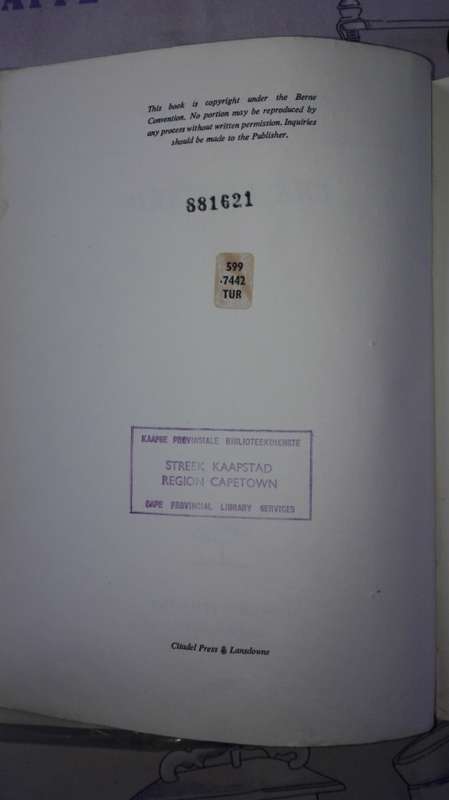 This book is copyright under the Berne
Convention. No portion may be reproduced by
any process without written permission. Inquiries
should be made to the Publisher.
881621
599
.7442
TUR
KAAPSE PROVINSIALE BIBLIOTEEKDIENSTE
STREEK KAAPSTAD
REGION CAPETOWN
CAPE PROVINCIAL LIBRARY SERVICES
Citadel Press Lansdowne